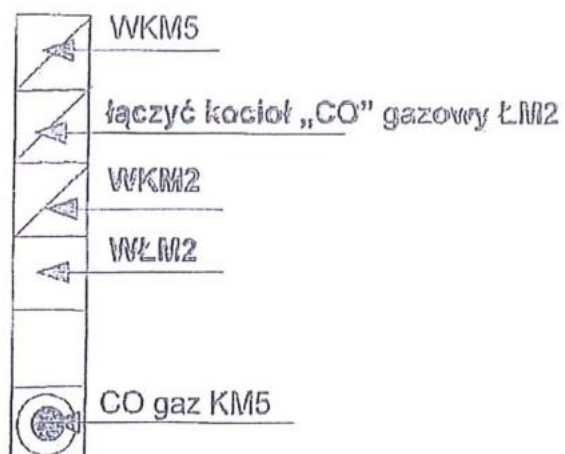 WKM5
łączyć kocioł „CO” gazowy ŁM2
WKM2
WŁM2
CO gaz KM5